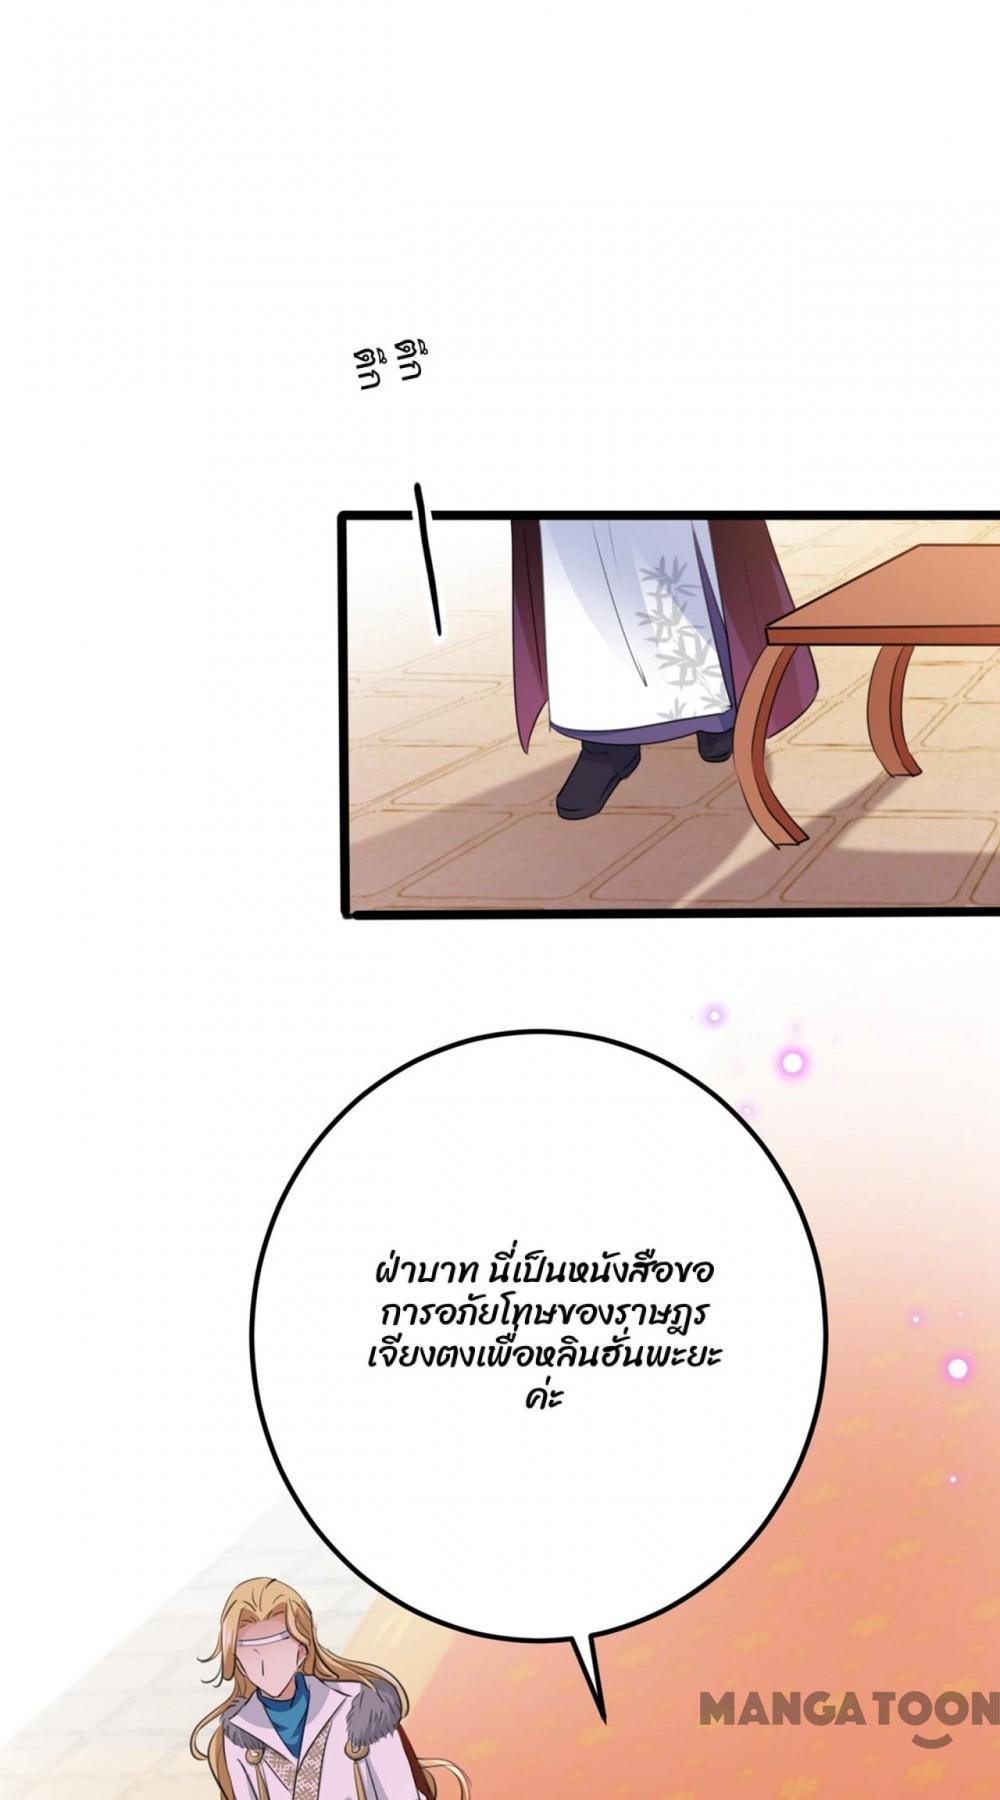 ตึก ตึก
ฝ่าบาท นี่เป็นหนังสือขอ
การอภัยโทษของราษฎร
เจียงตงเพื่อหลินฮั่นพะยะ
ค่ะ
MANGATOON